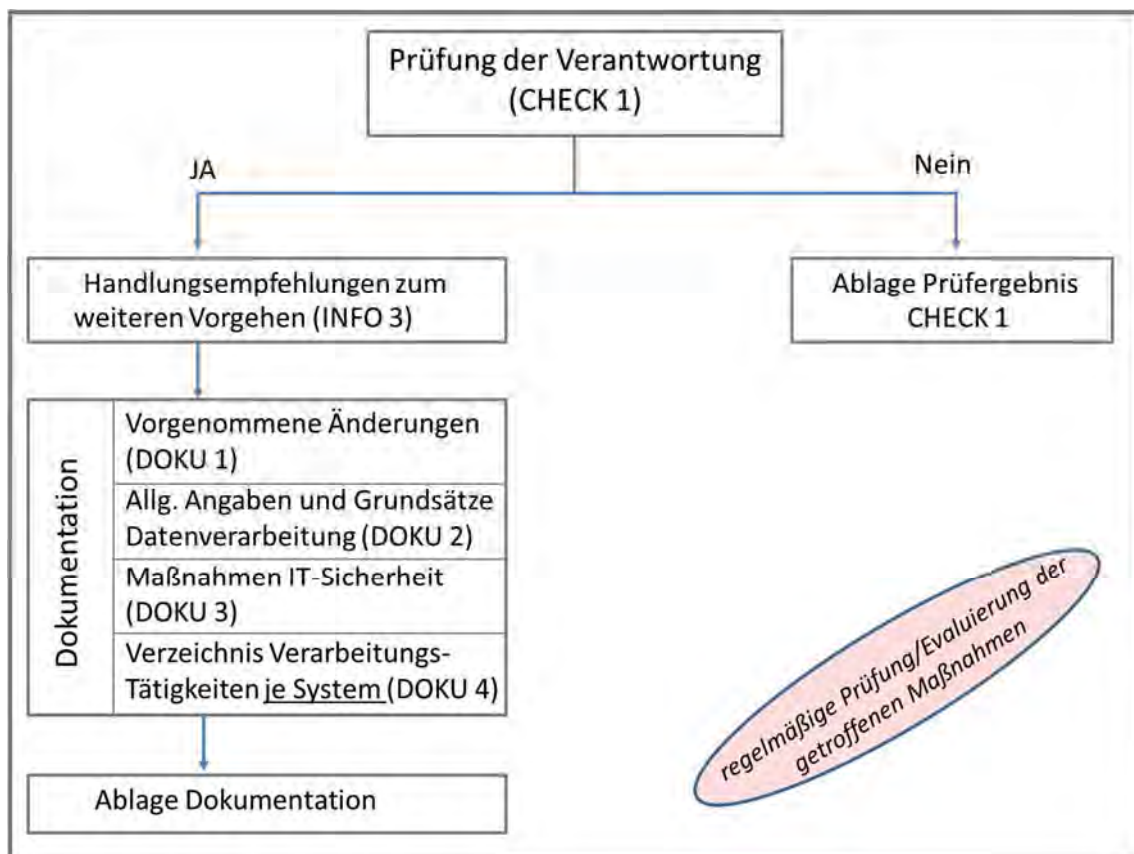 Prüfung der Verantwortung
(CHECK 1)
JA
Nein
Handlungsempfehlungen zum
weiteren Vorgehen (INFO 3)
Ablage Prüfergebnis
CHECK 1
Dokumentation
Vorgenommene Änderungen
(DOKU 1)
Allg. Angaben und Grundsätze
Datenverarbeitung (DOKU 2)
Maßnahmen IT-Sicherheit
(DOKU 3)
Verzeichnis Verarbeitungs-
Tätigkeiten je System (DOKU 4)
regelmäßige Prüfung/Evaluierung der
getroffenen Maßnahmen
Ablage Dokumentation